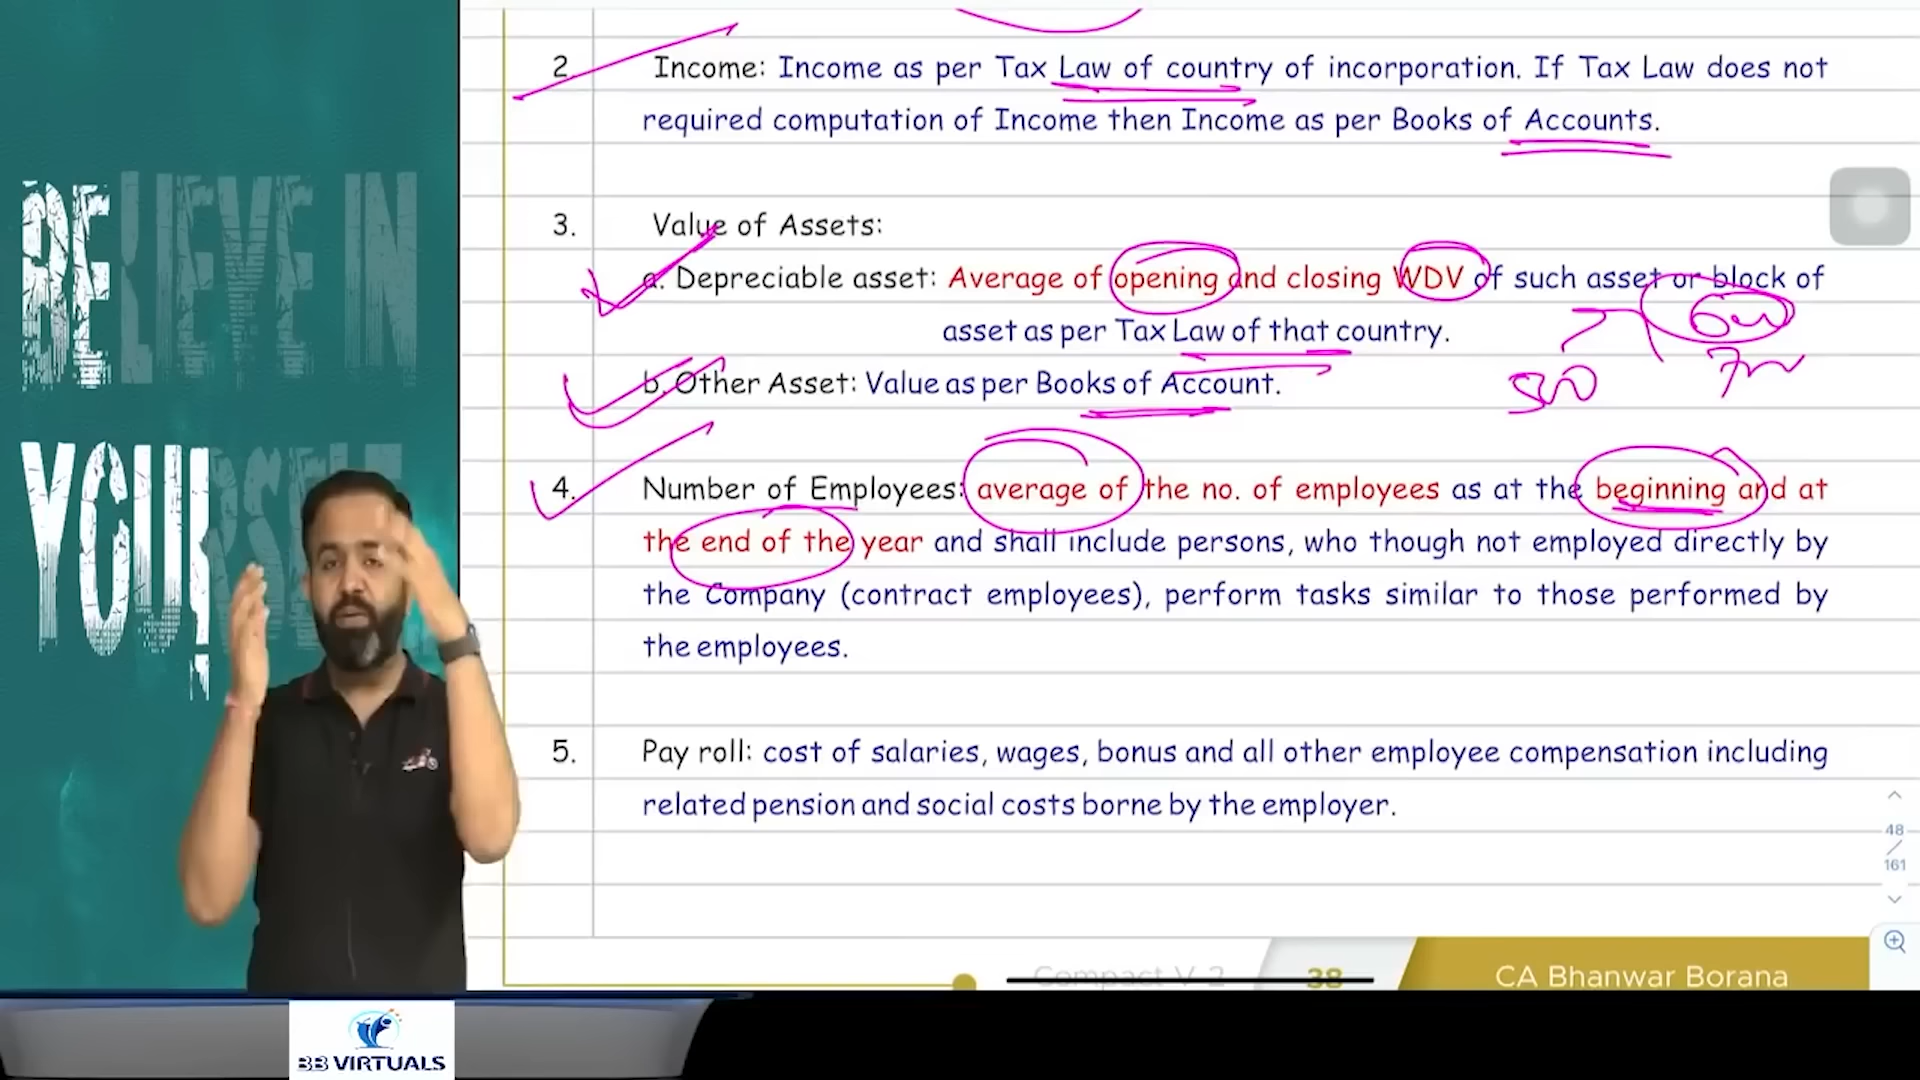 BELIEVE IN
YOURSELF
2. Income: Income as per Tax Law of country of incorporation. If Tax Law does not
required computation of Income then Income as per Books of Accounts.
3. Value of Assets:
a. Depreciable asset: Average of opening and closing WDV of such asset or block of
asset as per Tax Law of that country.
b. Other Asset: Value as per Books of Account.
4. Number of Employees: average of the no. of employees as at the beginning and at
the end of the year and shall include persons, who though not employed directly by
the Company (contract employees), perform tasks similar to those performed by
the employees.
5. Pay roll: cost of salaries, wages, bonus and all other employee compensation including
related pension and social costs borne by the employer.
48
161
Compact V-2 38 CA Bhanwar Borana
BB VIRTUALS